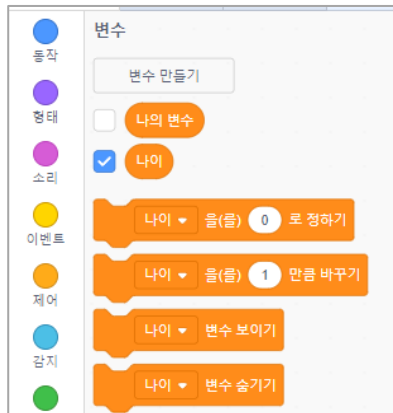 변수
변수 만들기
나의 변수
나이
나이 을(를) 0 로 정하기
나이 을(를) 1 만큼 바꾸기
나이 변수 보이기
나이 변수 숨기기
동작
형태
소리
이벤트
제어
감지